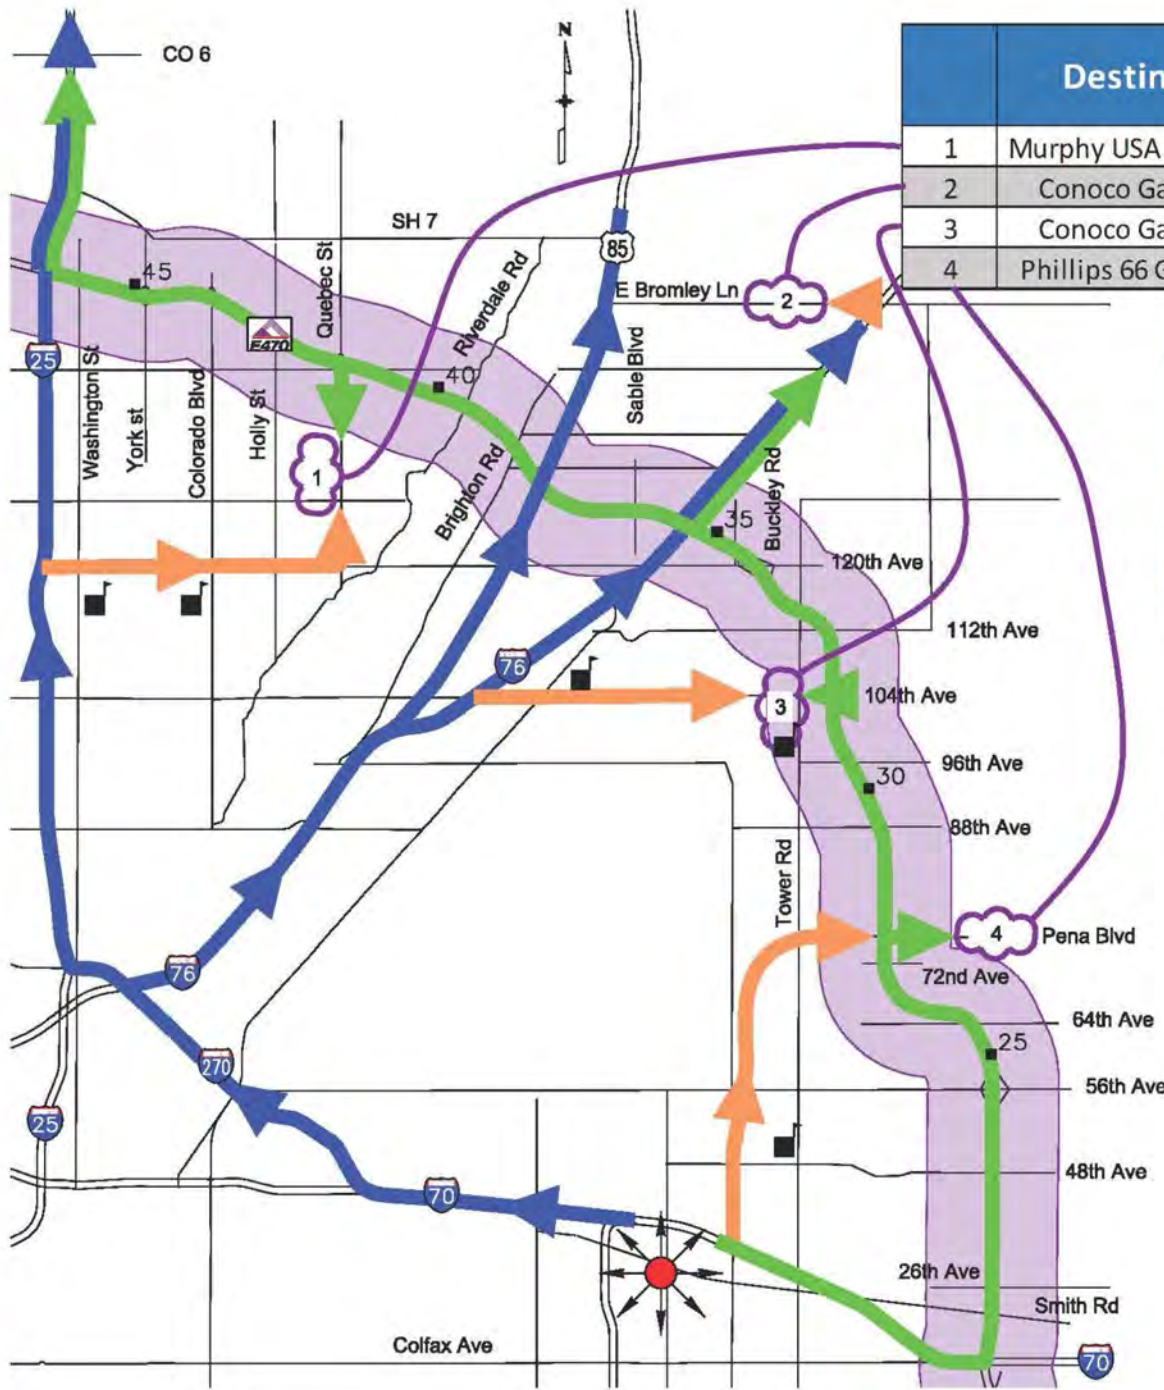 CO 6
N
Destin
1 Murphy USA
2 Conoco Ga
3 Conoco Ga
4 Phillips 66 G
SH 7
85
45
Quebec St
Riverdale Rd
E Bromley Ln
2
E470
25
Washington St
York st
Colorado Blvd
Holly St
40
Sable Blvd
1
Brighton Rd
Buckley Rd
35
120th Ave
112th Ave
76
104th Ave
3
96th Ave
30
88th Ave
Tower Rd
4
Pena Blvd
76
72nd Ave
64th Ave
25
270
56th Ave
25
48th Ave
70
26th Ave
Smith Rd
Colfax Ave
70